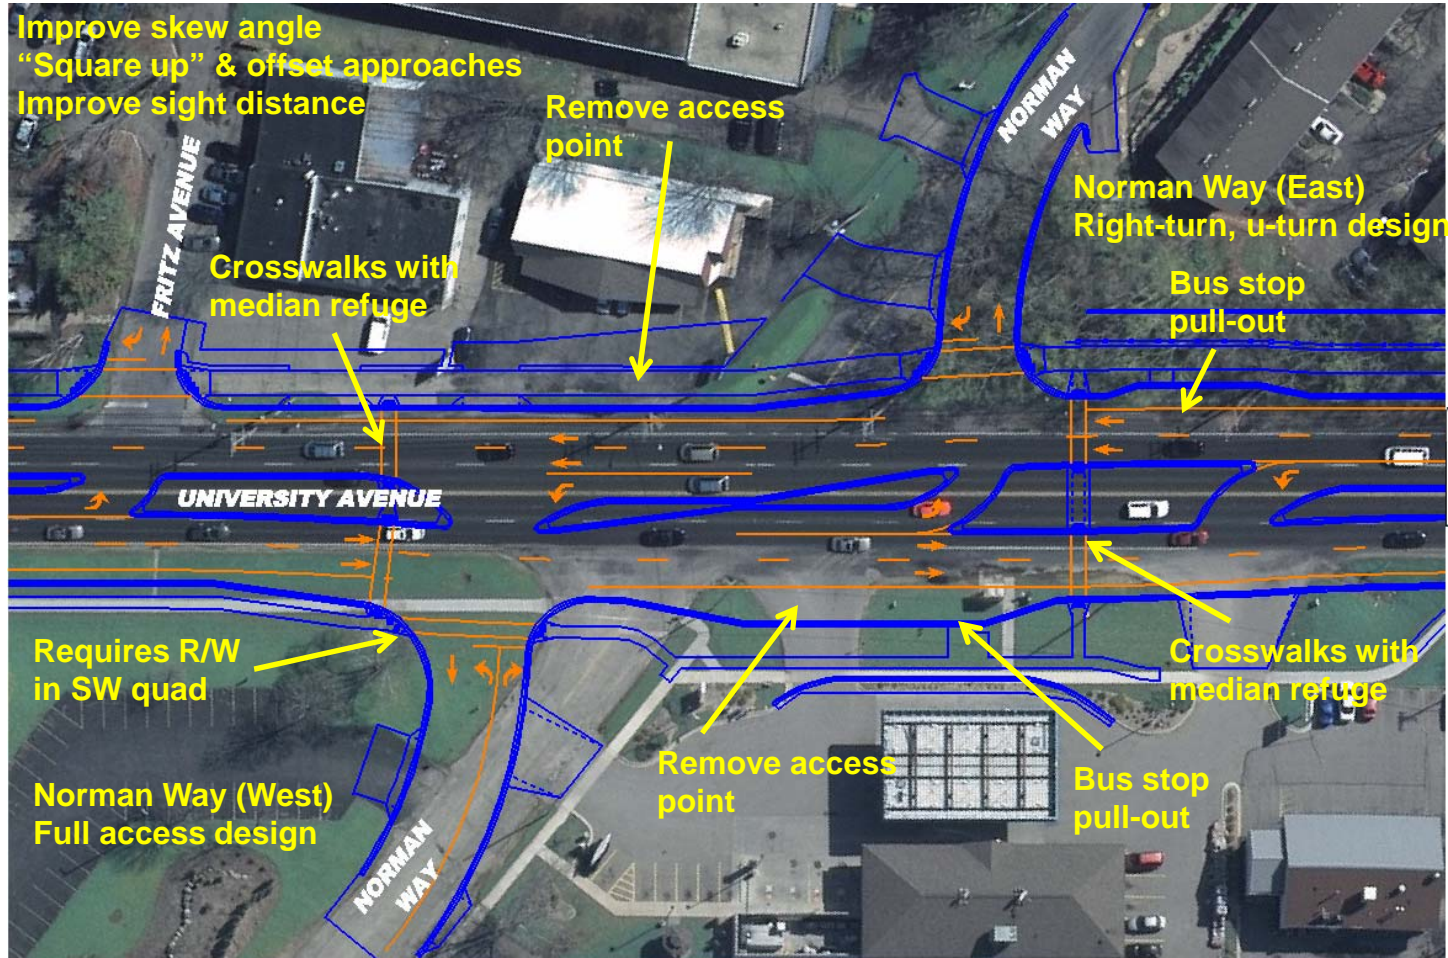 Improve skew angle
“Square up” & offset approaches
Improve sight distance
Remove access
point
NORMAN
WAY
FRITZ AVENUE
Norman Way (East)
Right-turn, u-turn design
Crosswalks with
median refuge
Bus stop
pull-out
UNIVERSITY AVENUE
Requires R/W
in SW quad
Crosswalks with
median refuge
Norman Way (West)
Full access design
Remove access
point
Bus stop
pull-out
NORMAN
WAY